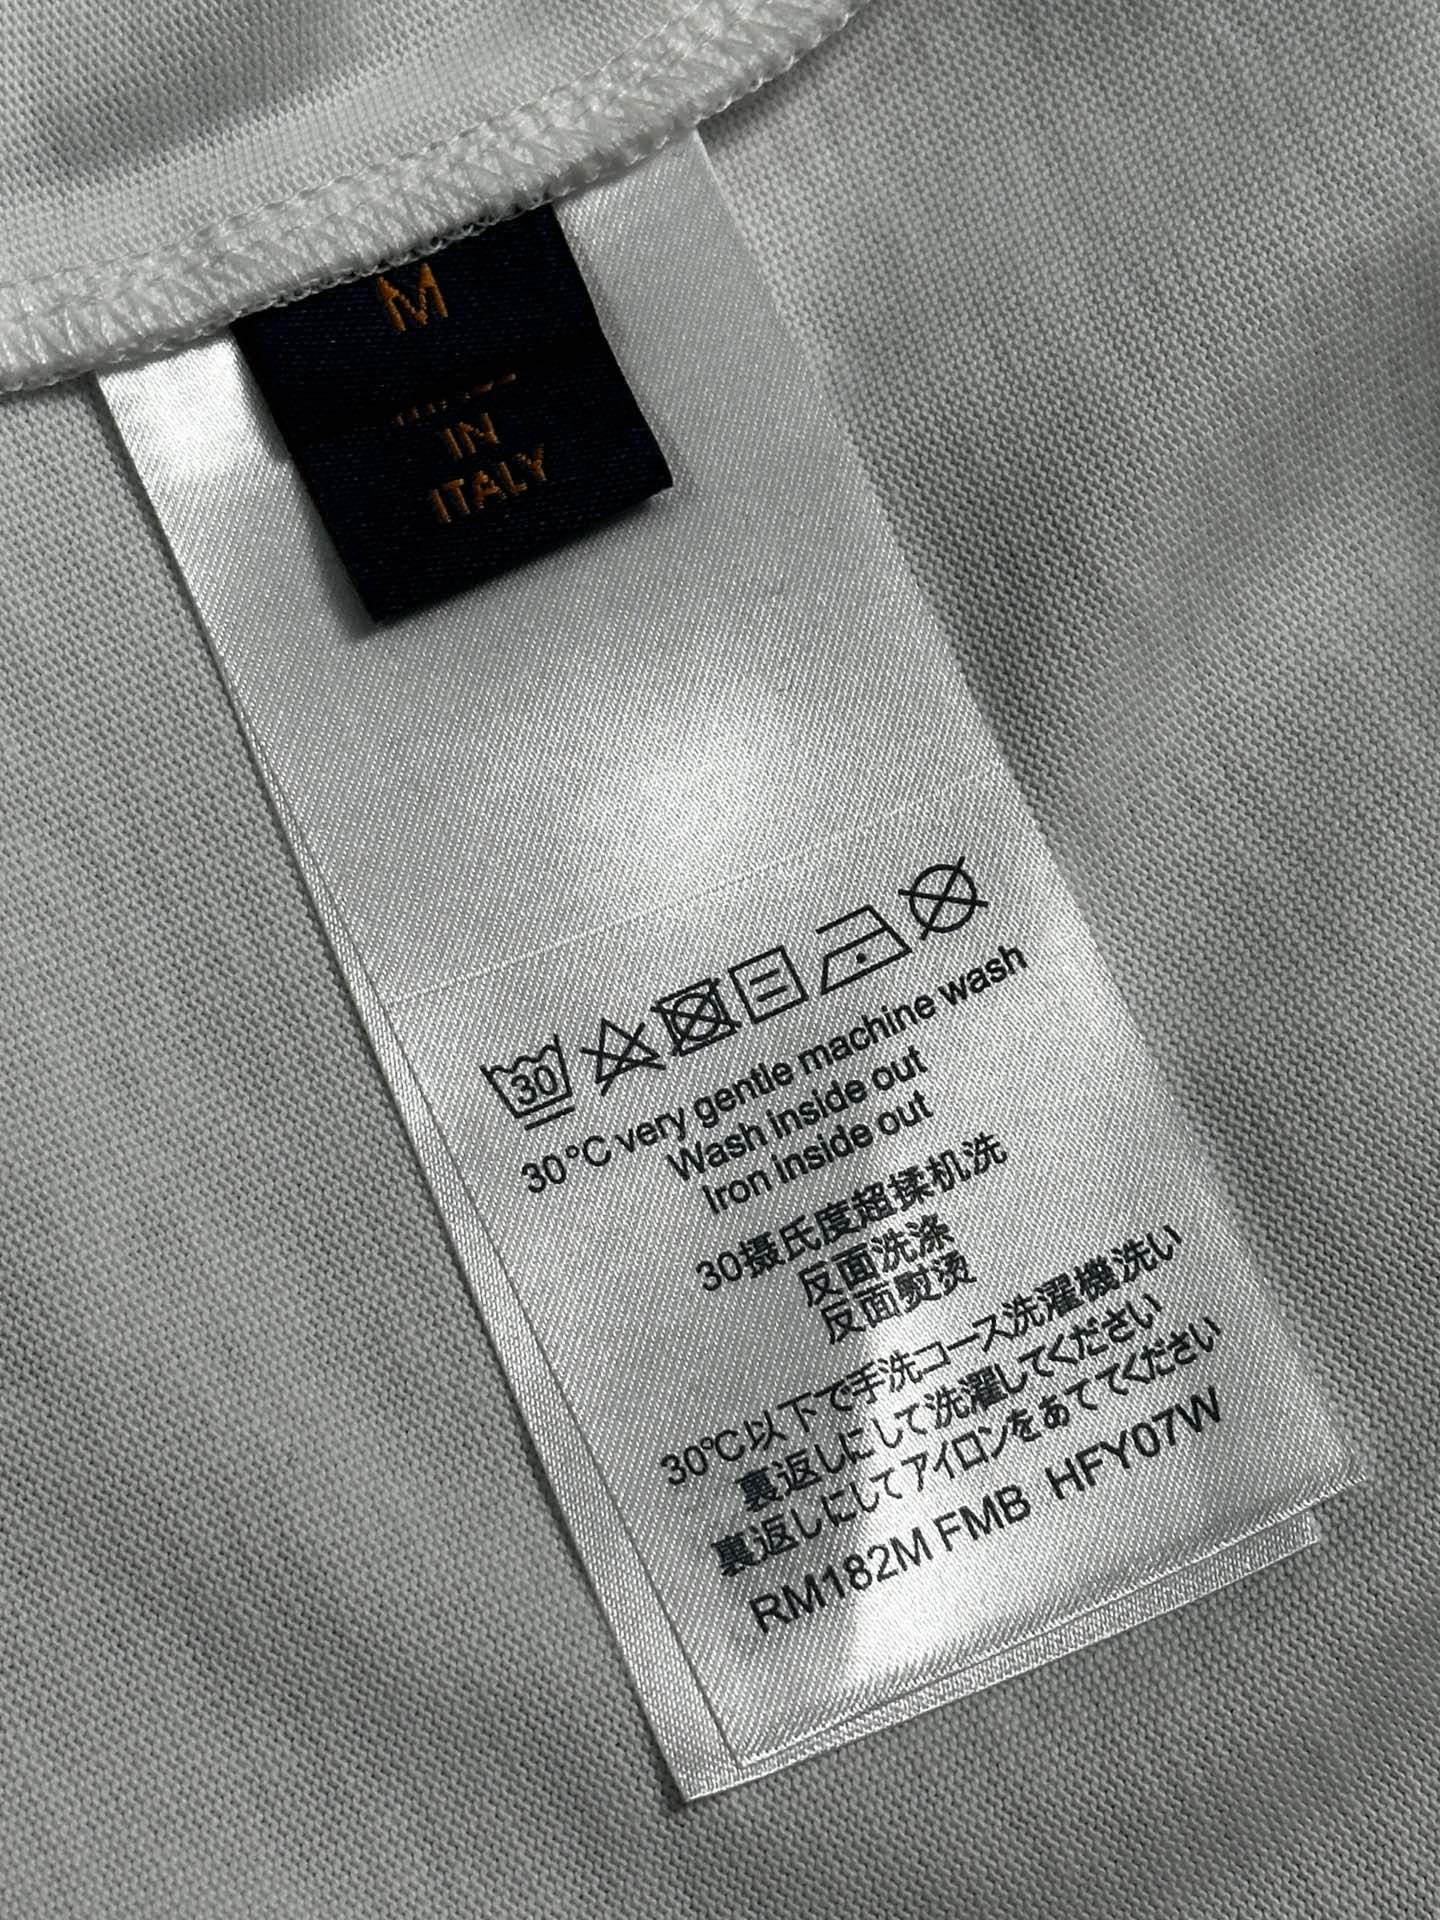 M
IN
ITALY
30
30°C very gentle machine wash
Wash inside out
Iron inside out
30摄氏度超揉机洗
反面洗涤
反面熨烫
30℃以下で手洗コース洗濯機洗い
裏返しにして洗濯してください
裏返しにしてアイロンをあててください
RM182M FMB HFY07W